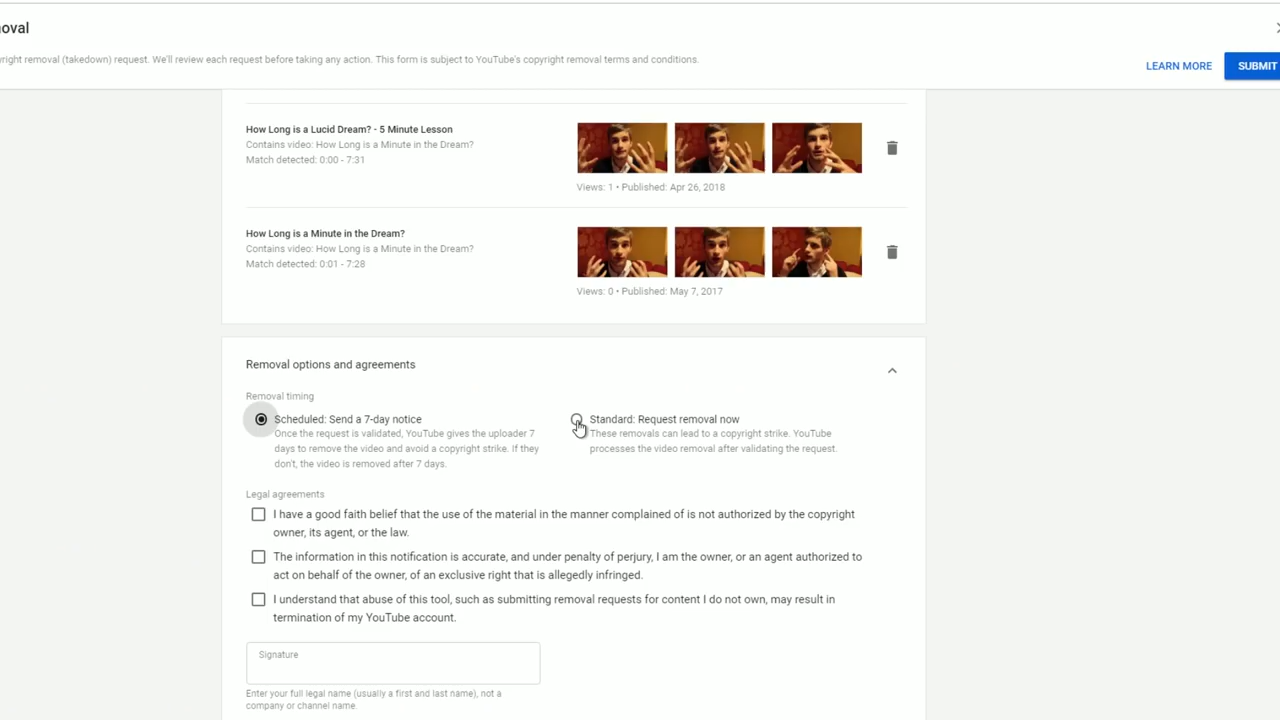 oval
yright removal (takedown) request. We'll review each request before taking any action. This form is subject to YouTube's copyright removal terms and conditions.
LEARN MORE
SUBMIT
How Long is a Lucid Dream? - 5 Minute Lesson
Contains video: How Long is a Minute in the Dream?
Match detected: 0:00 - 7:31
Views: 1 • Published: Apr 26, 2018
How Long is a Minute in the Dream?
Contains video: How Long is a Minute in the Dream?
Match detected: 0:01 - 7:28
Views: 0 • Published: May 7, 2017
Removal options and agreements
Removal timing
Scheduled: Send a 7-day notice
Once the request is validated, YouTube gives the uploader 7
days to remove the video and avoid a copyright strike. If they
don't, the video is removed after 7 days.
Standard: Request removal now
These removals can lead to a copyright strike. YouTube
processes the video removal after validating the request.
Legal agreements
I have a good faith belief that the use of the material in the manner complained of is not authorized by the copyright
owner, its agent, or the law.
The information in this notification is accurate, and under penalty of perjury, I am the owner, or an agent authorized to
act on behalf of the owner, of an exclusive right that is allegedly infringed.
I understand that abuse of this tool, such as submitting removal requests for content I do not own, may result in
termination of my YouTube account.
Signature
Enter your full legal name (usually a first and last name), not a
company or channel name.